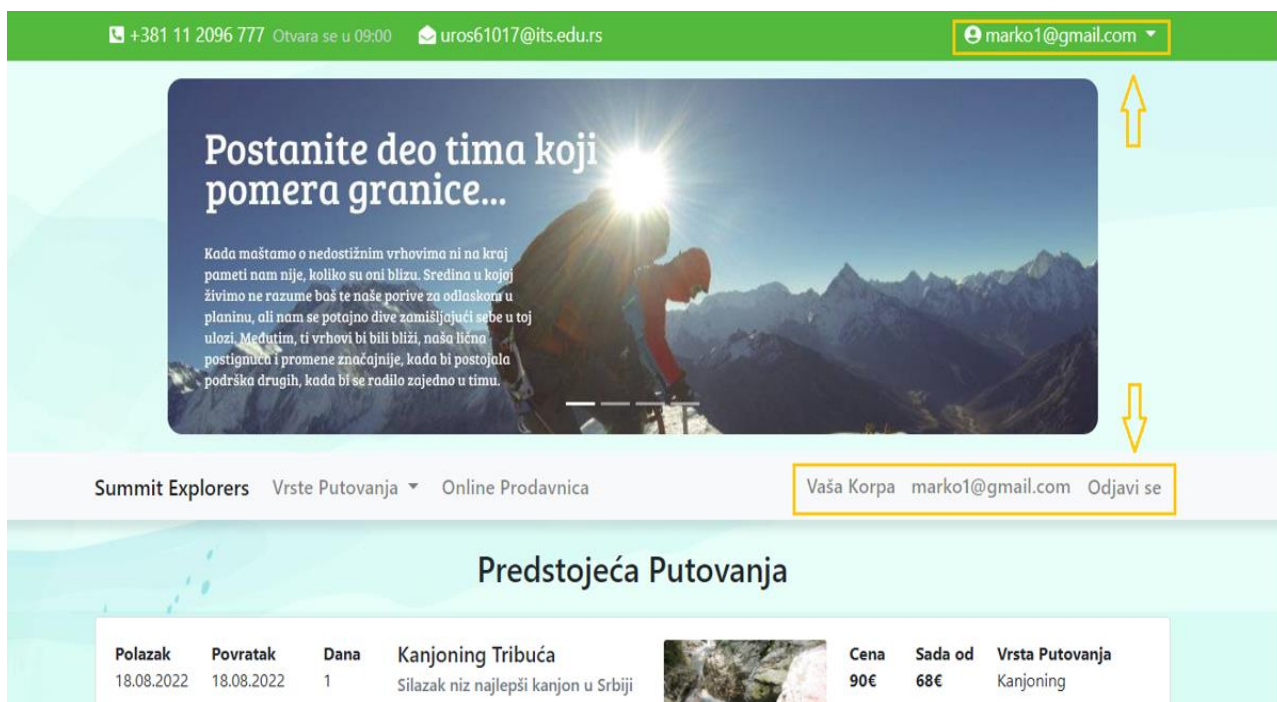 +381 11 2096 777 Otvara se u 09:00 uros61017@its.edu.rs marko1@gmail.com
Postanite deo tima koji
pomera granice...
Kada maštamo o nedostižnim vrhovima ni na kraj
pameti nam nije, koliko su oni blizu. Sredina u kojoj
živimo ne razume baš te naše porive za odlaskom u
planinu, ali nam se potajno dive zamišljajući sebe u toj
ulozi. Međutim, ti vrhovi bi bili bliži, naša lična
postignuća i promene značajnije, kada bi postojala
podrška drugih, kada bi se radilo zajedno u timu.
Summit Explorers Vrste Putovanja Online Prodavnica Vaša Korpa marko1@gmail.com Odjavi se
Predstojeća Putovanja
Polazak Povratak Dana Kanjoning Tribuća Cena Sada od Vrsta Putovanja
18.08.2022 18.08.2022 1 Silazak niz najlepši kanjon u Srbiji 90€ 68€ Kanjoning